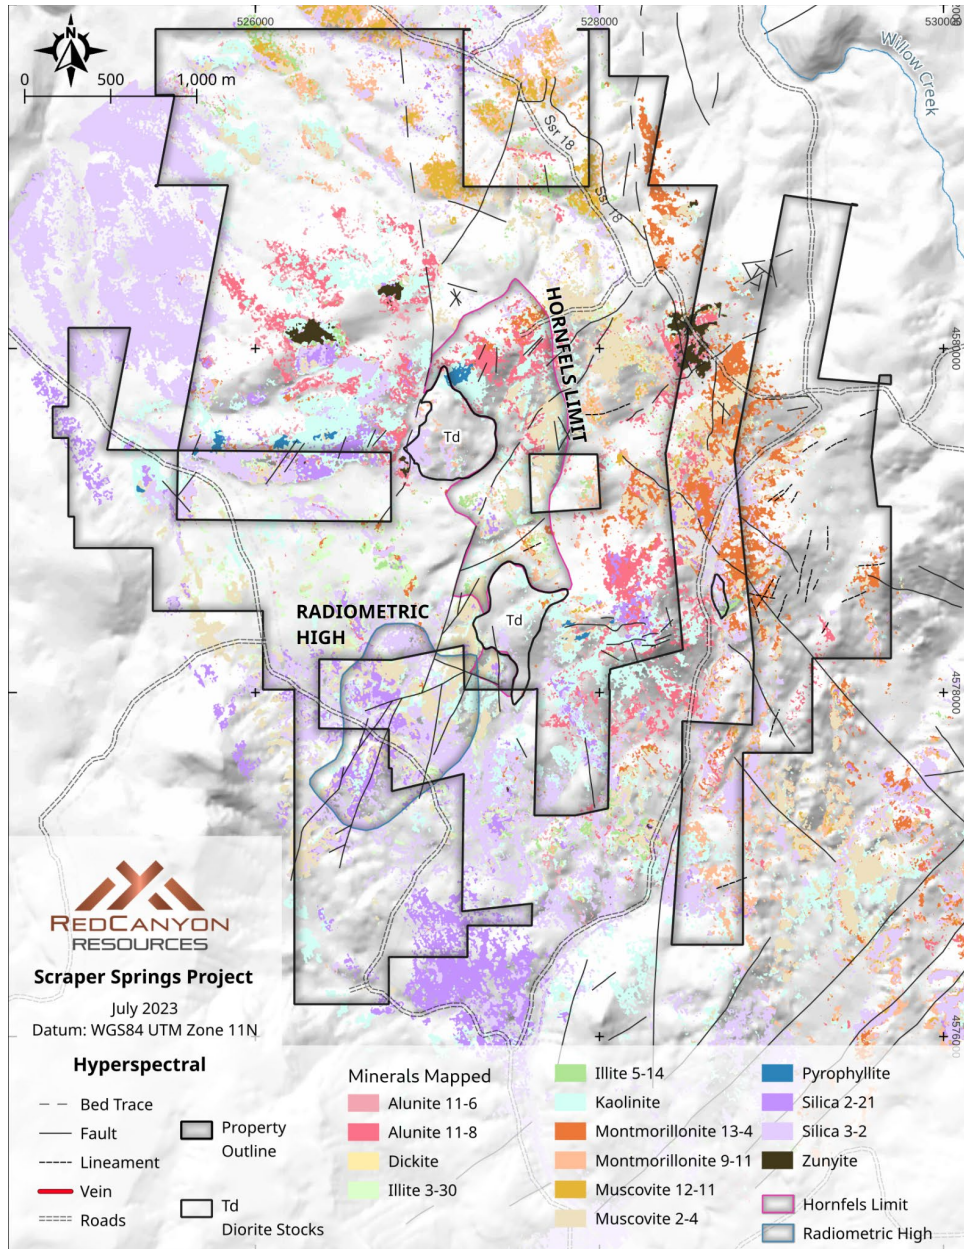 526000
528000
530000
N
0 500 1,000 m
Willow Creek
Ssr 18
Ssr 18
HORNFELS LIMIT
4580000
Td
RADIOMETRIC
HIGH
Td
4578000
REDCANYON
RESOURCES
Scraper Springs Project
July 2023
Datum: WGS84 UTM Zone 11N
4576000
Hyperspectral
Bed Trace
Fault
Lineament
Vein
Roads
Property
Outline
Td
Diorite Stocks
Minerals Mapped
Alunite 11-6
Alunite 11-8
Dickite
Illite 3-30
Illite 5-14
Kaolinite
Montmorillonite 13-4
Montmorillonite 9-11
Muscovite 12-11
Muscovite 2-4
Pyrophyllite
Silica 2-21
Silica 3-2
Zunyite
Hornfels Limit
Radiometric High